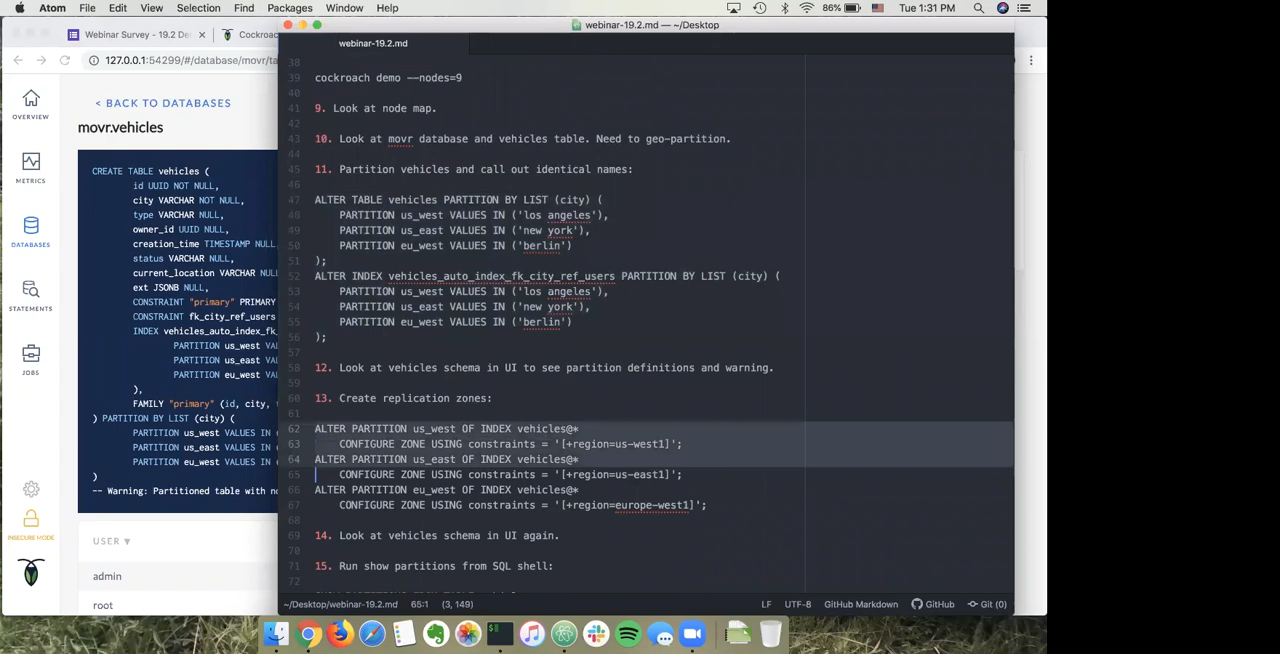 Atom File Edit View Selection Find Packages Window Help
86% Tue 1:31 PM
Webinar Survey - 19.2 De
Cockroac
127.0.0.1:54299/#/database/movr/ta
OVERVIEW
METRICS
DATABASES
STATEMENTS
JOBS
INSECURE MODE
< BACK TO DATABASES
movr.vehicles
CREATE TABLE vehicles (
id UUID NOT NULL,
city VARCHAR NOT NULL,
type VARCHAR NULL,
owner_id UUID NULL,
creation_time TIMESTAMP NULL,
status VARCHAR NULL,
current_location VARCHAR NULL
ext JSONB NULL,
CONSTRAINT "primary" PRIMARY
CONSTRAINT fk_city_ref_users
INDEX vehicles_auto_index_fk_
PARTITION us_west VAL
PARTITION us_east VAL
PARTITION eu_west VAL
),
FAMILY "primary" (id, city, t
) PARTITION BY LIST (city) (
PARTITION us_west VALUES IN (
PARTITION us_east VALUES IN (
PARTITION eu_west VALUES IN (
)
-- Warning: Partitioned table with no
USER ▼
admin
root
webinar-19.2.md — ~/Desktop
webinar-19.2.md
38
39 cockroach demo --nodes=9
40
41 9. Look at node map.
42
43 10. Look at movr database and vehicles table. Need to geo-partition.
44
45 11. Partition vehicles and call out identical names:
46
47 ALTER TABLE vehicles PARTITION BY LIST (city) (
48 PARTITION us_west VALUES IN ('los angeles'),
49 PARTITION us_east VALUES IN ('new york'),
50 PARTITION eu_west VALUES IN ('berlin')
51 );
52 ALTER INDEX vehicles_auto_index_fk_city_ref_users PARTITION BY LIST (city) (
53 PARTITION us_west VALUES IN ('los angeles'),
54 PARTITION us_east VALUES IN ('new york'),
55 PARTITION eu_west VALUES IN ('berlin')
56 );
57
58 12. Look at vehicles schema in UI to see partition definitions and warning.
59
60 13. Create replication zones:
61
62 ALTER PARTITION us_west OF INDEX vehicles@*
63 CONFIGURE ZONE USING constraints = '[+region=us-west1]';
64 ALTER PARTITION us_east OF INDEX vehicles@*
65 CONFIGURE ZONE USING constraints = '[+region=us-east1]';
66 ALTER PARTITION eu_west OF INDEX vehicles@*
67 CONFIGURE ZONE USING constraints = '[+region=europe-west1]';
68
69 14. Look at vehicles schema in UI again.
70
71 15. Run show partitions from SQL shell:
72
~/Desktop/webinar-19.2.md 65:1 (3, 149) LF UTF-8 GitHub Markdown GitHub Git (0)